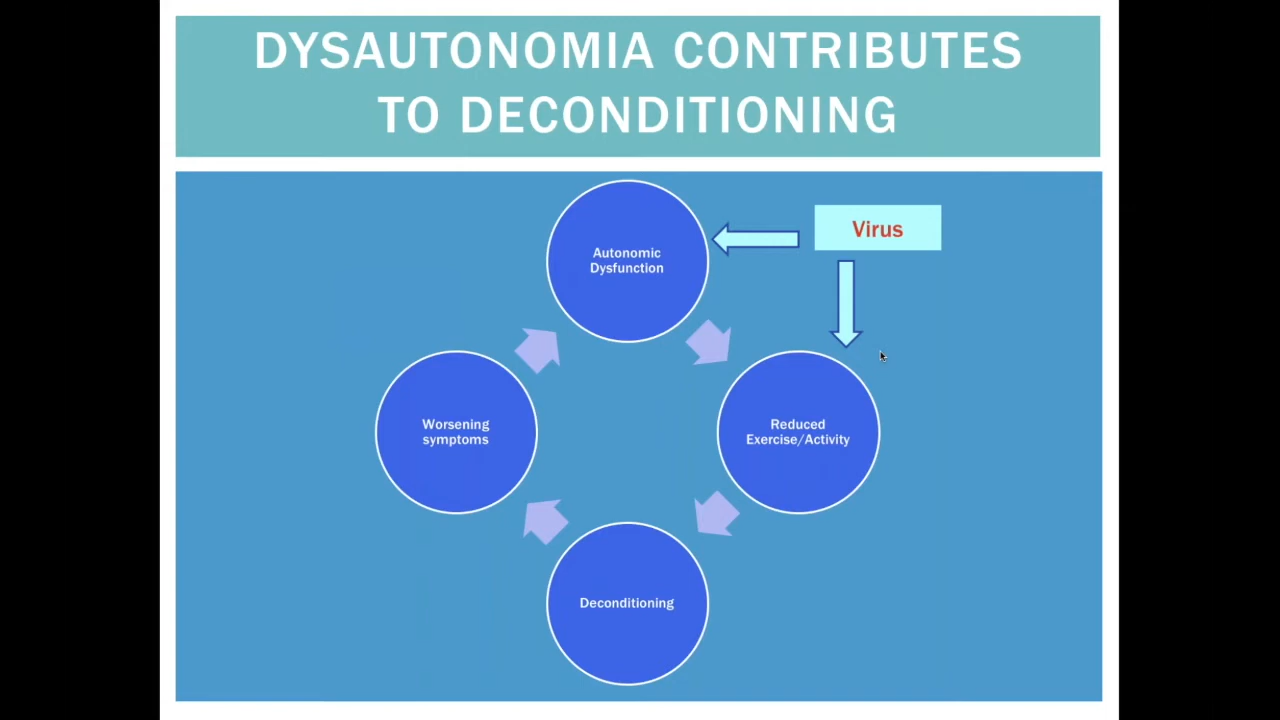 DYSAUTONOMIA CONTRIBUTES
TO DECONDITIONING
Virus
Autonomic
Dysfunction
Worsening
symptoms
Reduced
Exercise/Activity
Deconditioning